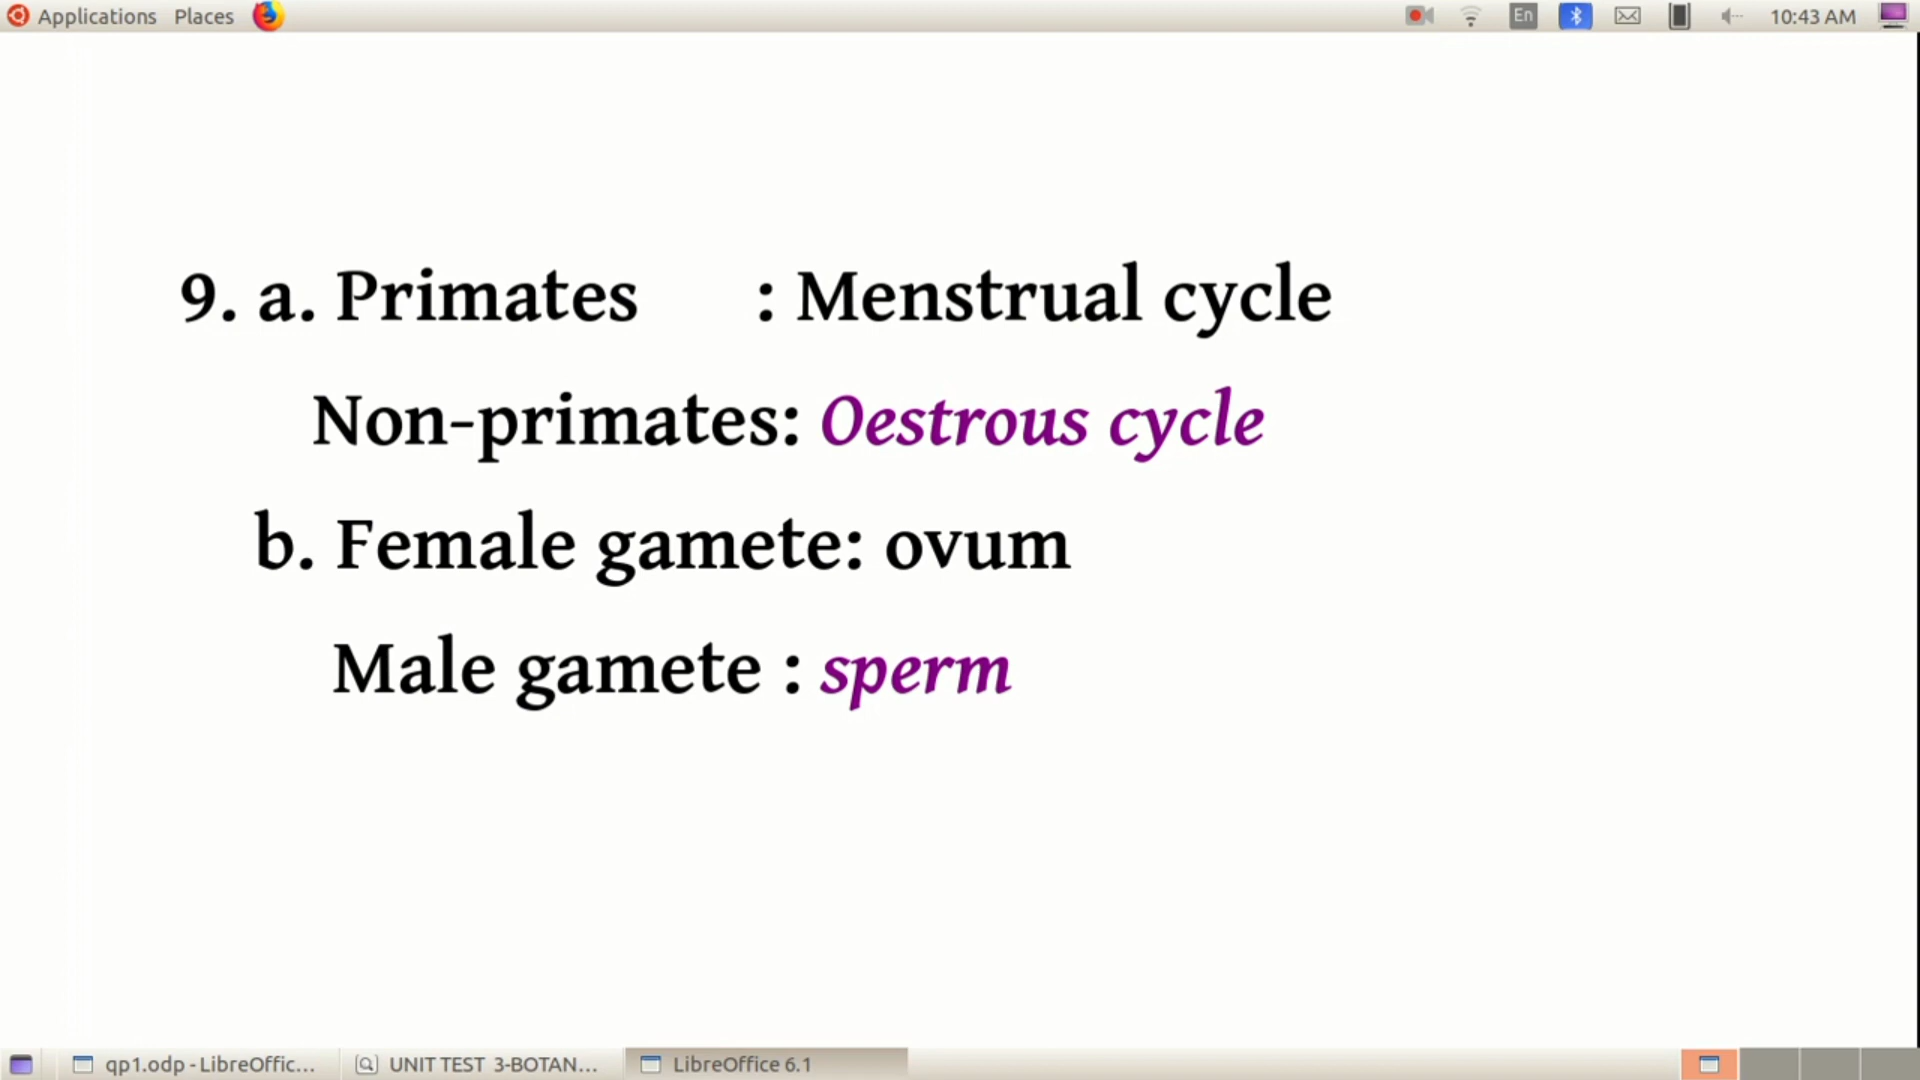 Applications Places En 10:43 AM
9. a. Primates : Menstrual cycle
Non-primates: Oestrous cycle
b. Female gamete: ovum
Male gamete : sperm
qp1.odp - LibreOffic... UNIT TEST 3-BOTAN... LibreOffice 6.1